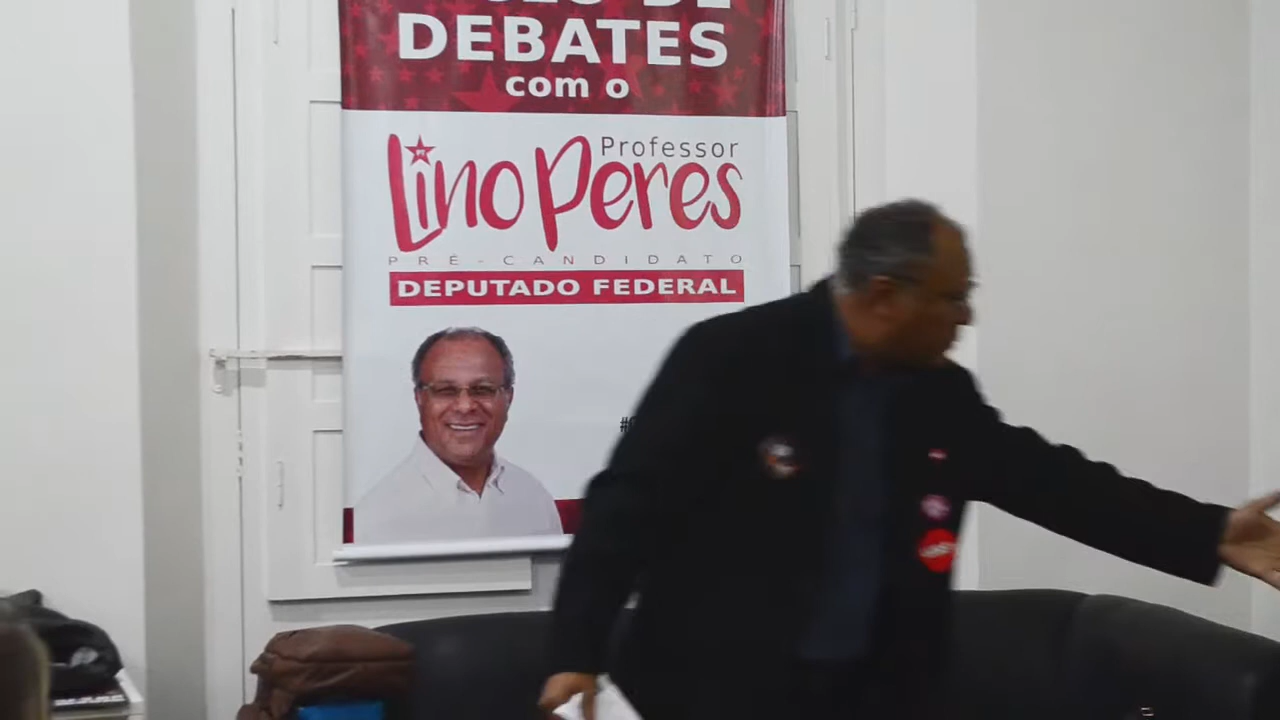 DEBATES
com o
Professor
Lino Peres
PRÉ-CANDIDATO
DEPUTADO FEDERAL